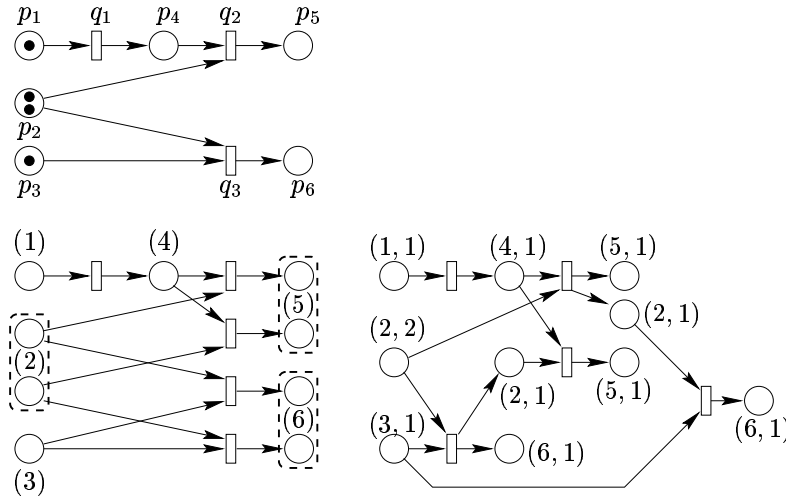 p1 q1 p4 q2 p5
p2
p3 q3 p6
(1) (4)
(5)
(2)
(6)
(3)
(1, 1) (4, 1) (5, 1)
(2, 2) (2, 1)
(2, 1) (5, 1)
(3, 1) (6, 1) (6, 1)